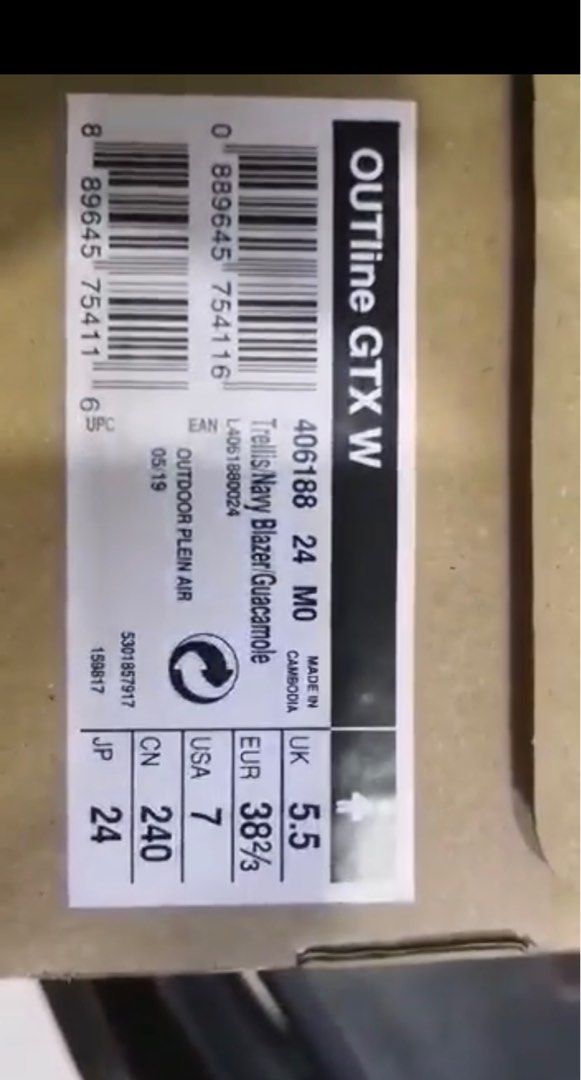 OUTline GTX W
406188 24 M0
MADE IN
CAMBODIA
Trellis/Navy Blazer/Guacamole
L4061880024
0 889645 754116
EAN
OUTDOOR PLEIN AIR
05/19
8 89645 75411 6
UPC
5301857917
159817
UK 5.5
EUR 38⅔
USA 7
CN 240
JP 24